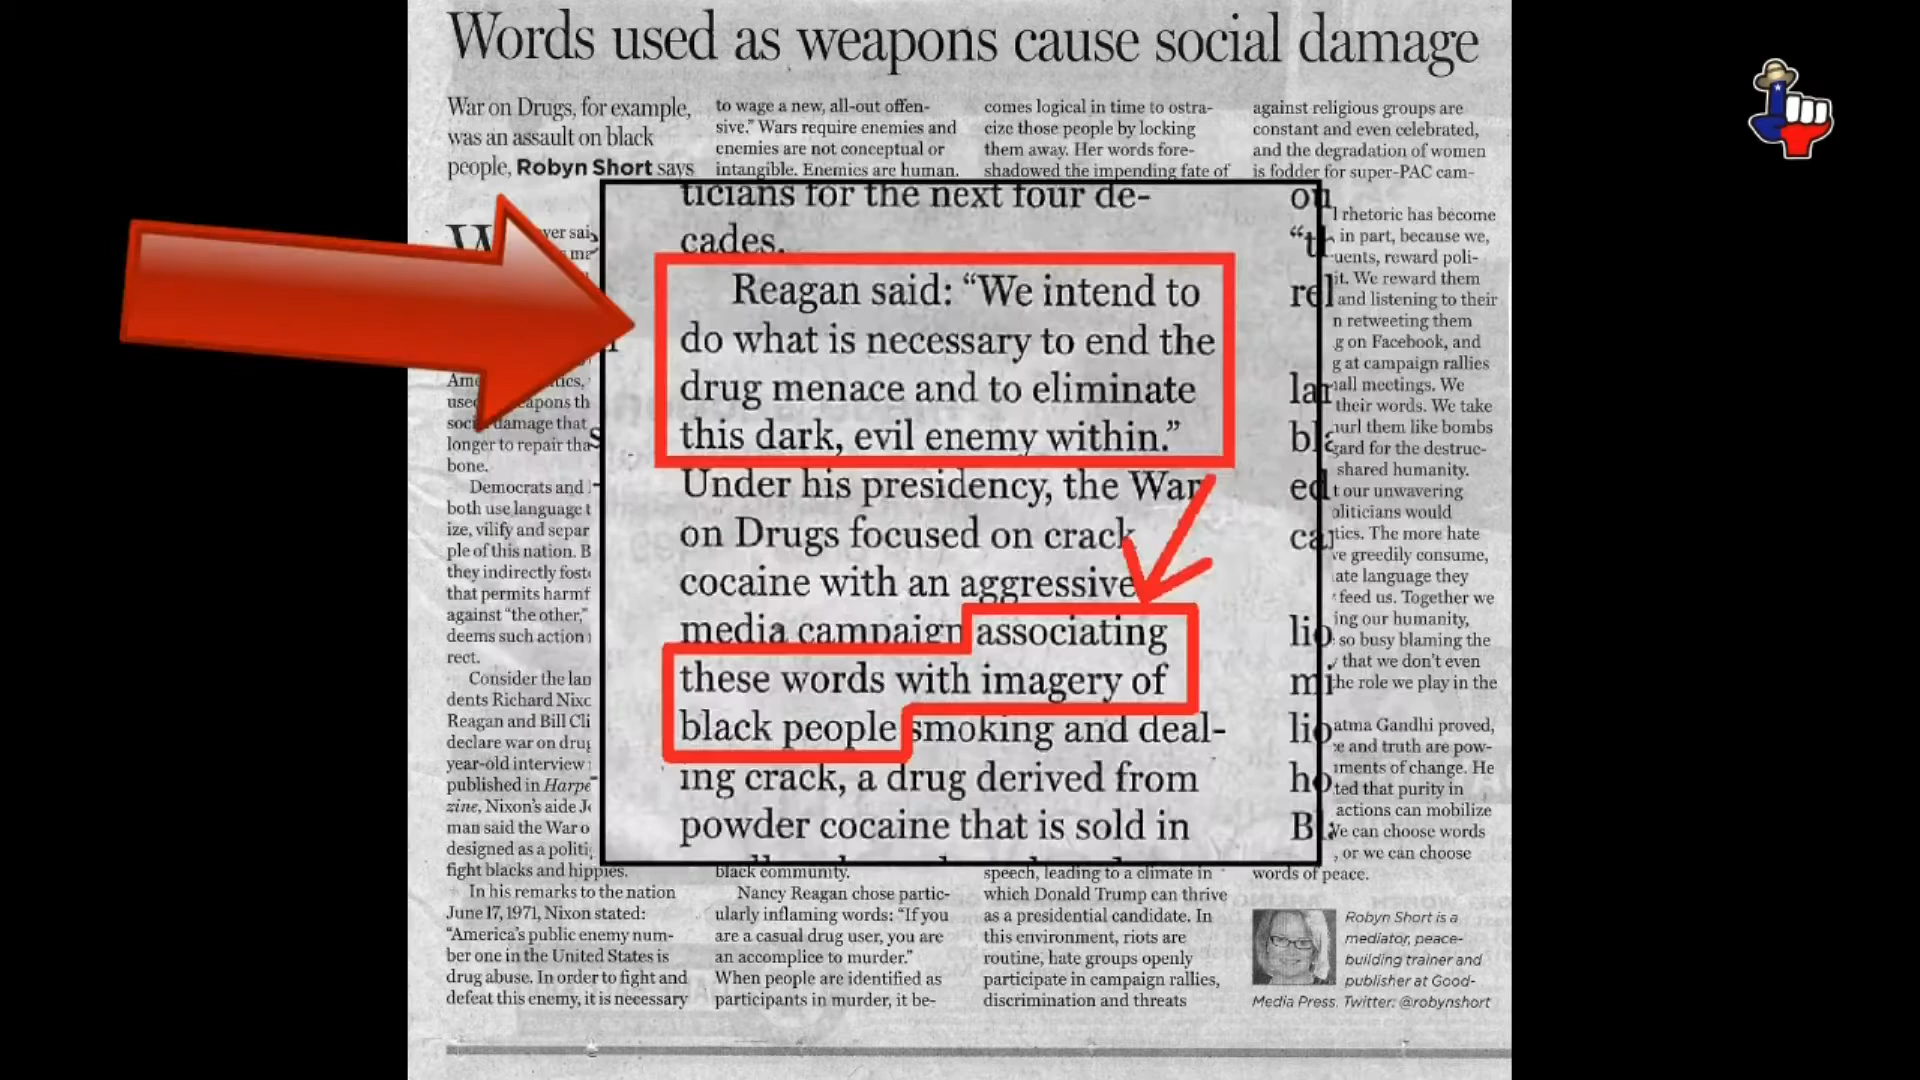 Words used as weapons cause social damage
War on Drugs, for example,
was an assault on black
people, Robyn Short says
longer to repair
bone.
Democrats and
both use language
ize, vilify and
ple of this nation.
they indirectly
that permits
against “the other,”
deems such action
rect.
Consider the
dents Richard
Reagan and Bill
declare war on
year-old interview
published in
zine, Nixon's aide
man said the War
designed as a
fight blacks and hippies.
In his remarks to the nation
June 17, 1971, Nixon stated:
“America's public enemy num-
ber one in the United States is
drug abuse. In order to fight and
defeat this enemy, it is necessary
to wage a new, all-out offen-
sive.” Wars require enemies and
enemies are not conceptual or
intangible. Enemies are human.
ticians for the next four de-
cades.
Reagan said: “We intend to
do what is necessary to end the
drug menace and to eliminate
this dark, evil enemy within.”
Under his presidency, the War
on Drugs focused on crack
cocaine with an aggressive
media campaign associating
these words with imagery of
black people smoking and deal-
ing crack, a drug derived from
powder cocaine that is sold in
black community.
Nancy Reagan chose partic-
ularly inflaming words: “If you
are a casual drug user, you are
an accomplice to murder.”
When people are identified as
participants in murder, it be-
comes logical in time to ostra-
cize those people by locking
them away. Her words fore-
shadowed the impending fate of
speech, leading to a climate in
which Donald Trump can thrive
as a presidential candidate. In
this environment, riots are
routine, hate groups openly
participate in campaign rallies,
discrimination and threats
against religious groups are
constant and even celebrated,
and the degradation of women
is fodder for super-PAC cam-
rhetoric has become
in part, because we,
reward poli-
it. We reward them
and listening to their
retweeting them
on Facebook, and
at campaign rallies
meetings. We
their words. We take
hurl them like bombs
for the destruc-
shared humanity.
our unwavering
politicians would
The more hate
greedily consume,
language they
feed us. Together we
our humanity,
so busy blaming the
that we don't even
the role we play in the
Gandhi proved,
and truth are pow-
of change. He
that purity in
actions can mobilize
We can choose words
, or we can choose
words of peace.
Robyn Short is a
mediator, peace-
building trainer and
publisher at Good-
Media Press. Twitter: @robynshort